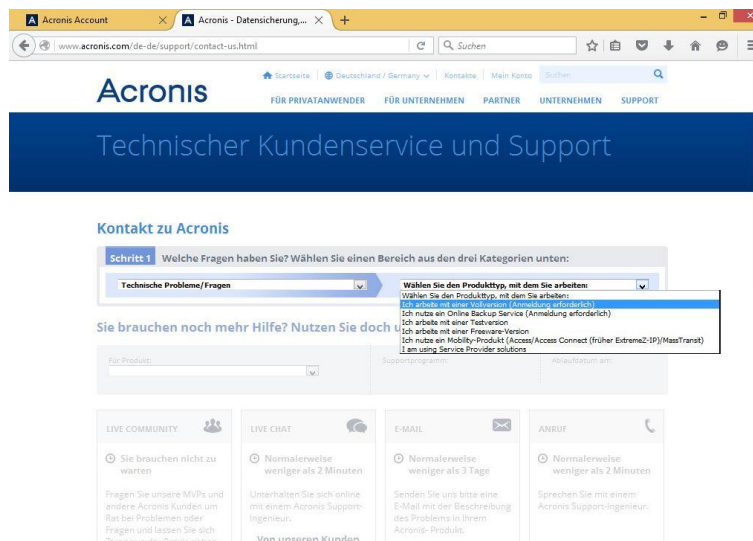 Acronis Account
Acronis - Datensicherung,...
www.acronis.com/de-de/support/contact-us.html
Suchen
Acronis
Startseite
Deutschland / Germany
Kontakte
Mein Konto
Suchen
FÜR PRIVATANWENDER
FÜR UNTERNEHMEN
PARTNER
UNTERNEHMEN
SUPPORT
Technischer Kundenservice und Support
Kontakt zu Acronis
Schritt 1 Welche Fragen haben Sie? Wählen Sie einen Bereich aus den drei Kategorien unten:
Technische Probleme/Fragen
Wählen Sie den Produkttyp, mit dem Sie arbeiten:
Wählen Sie den Produkttyp, mit dem Sie arbeiten:
Ich arbeite mit einer Vollversion (Anmeldung erforderlich)
Ich nutze ein Online Backup Service (Anmeldung erforderlich)
Ich arbeite mit einer Testversion
Ich arbeite mit einer Freeware-Version
Ich nutze ein Mobility-Produkt (Access/Access Connect (früher ExtremeZ-IP)/MassTransit)
I am using Service Provider solutions
Sie brauchen noch mehr Hilfe? Nutzen Sie doch u
Für Produkt:
Supportprogramm:
Ablaufdatum am:
LIVE COMMUNITY
Sie brauchen nicht zu
warten
Fragen Sie unsere MVPs und
andere Acronis Kunden um
Rat bei Problemen oder
Fragen und lassen Sie sich
LIVE CHAT
Normalerweise
weniger als 2 Minuten
Unterhalten Sie sich online
mit einem Acronis Support-
Ingenieur.
Von unseren Kunden
E-MAIL
Normalerweise
weniger als 3 Tage
Senden Sie uns bitte eine
E-Mail mit der Beschreibung
des Problems in Ihrem
Acronis- Produkt.
ANRUF
Normalerweise
weniger als 2 Minuten
Sprechen Sie mit einem
Acronis Support-Ingenieur.